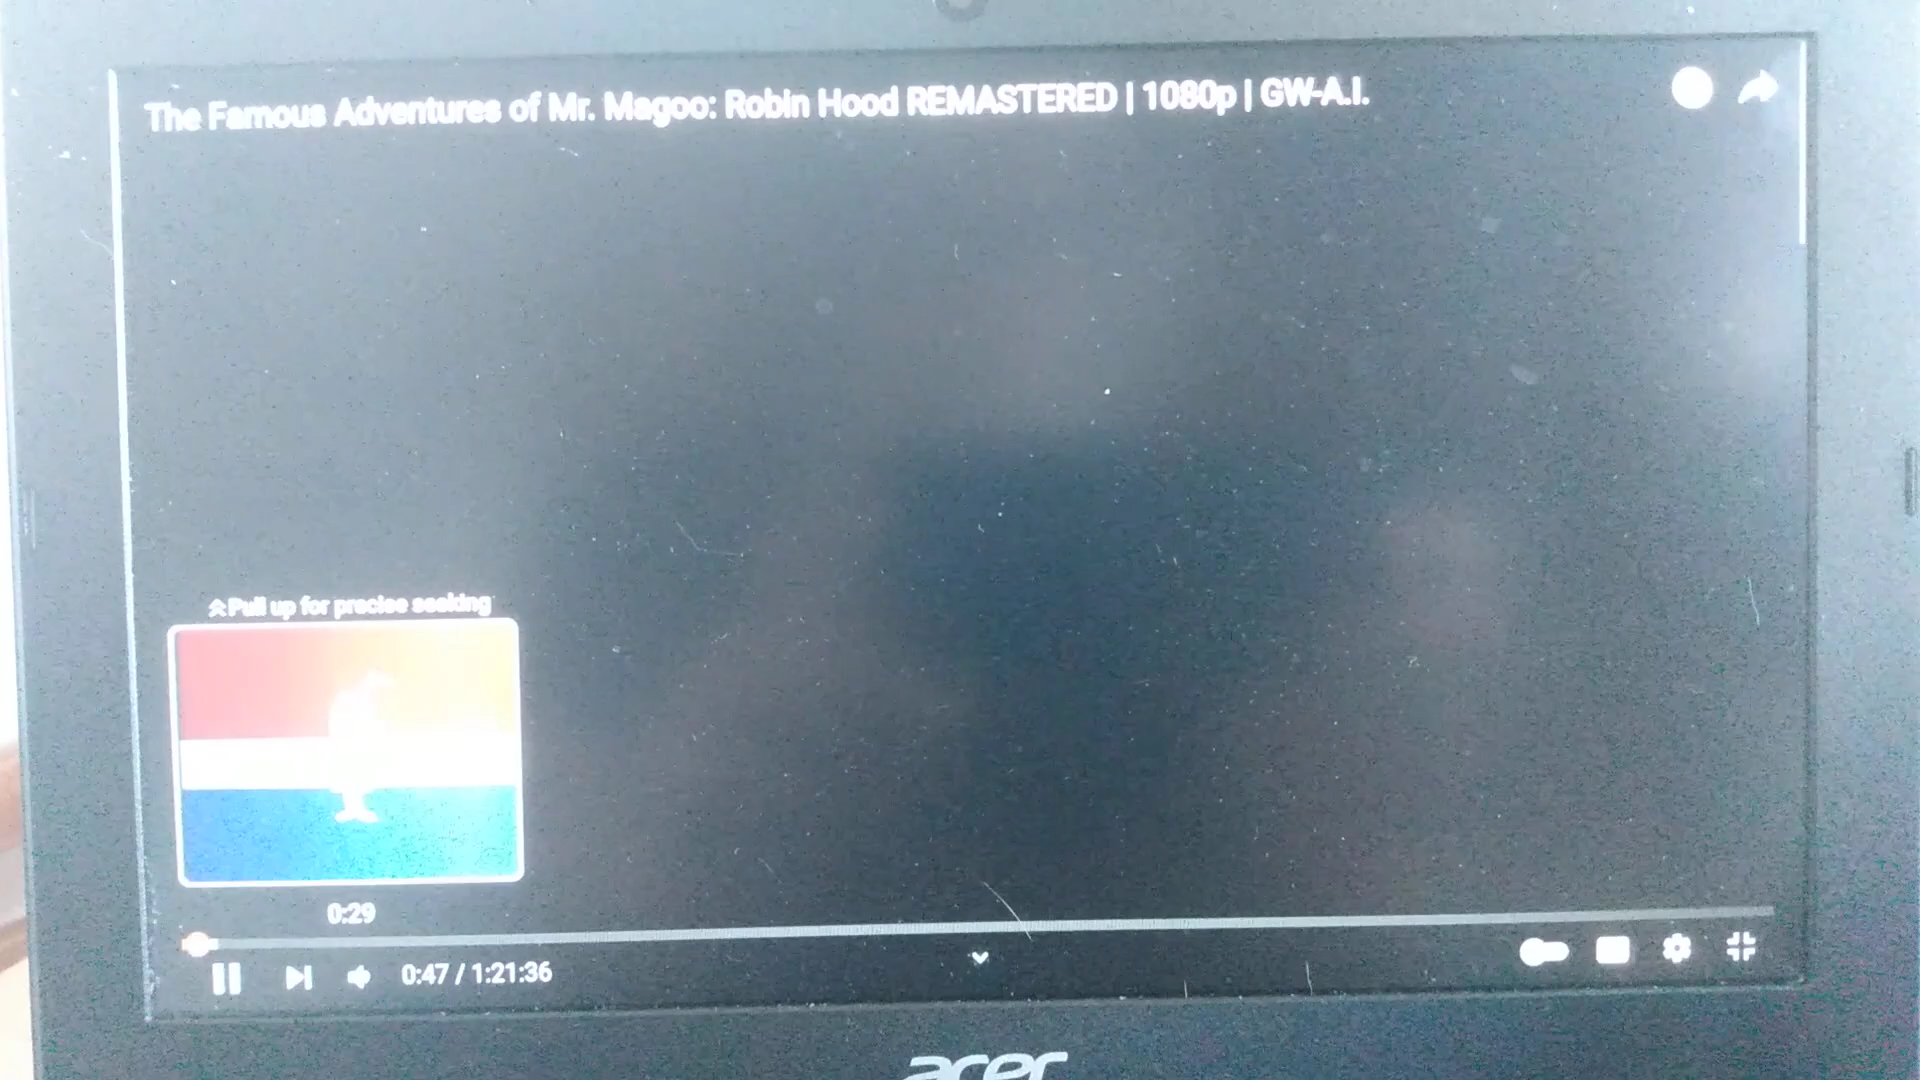 The Famous Adventures of Mr. Magoo: Robin Hood REMASTERED | 1080p | GW-A.I.
Pull up for precise seeking
0:29
0:47 / 1:21:36
acer